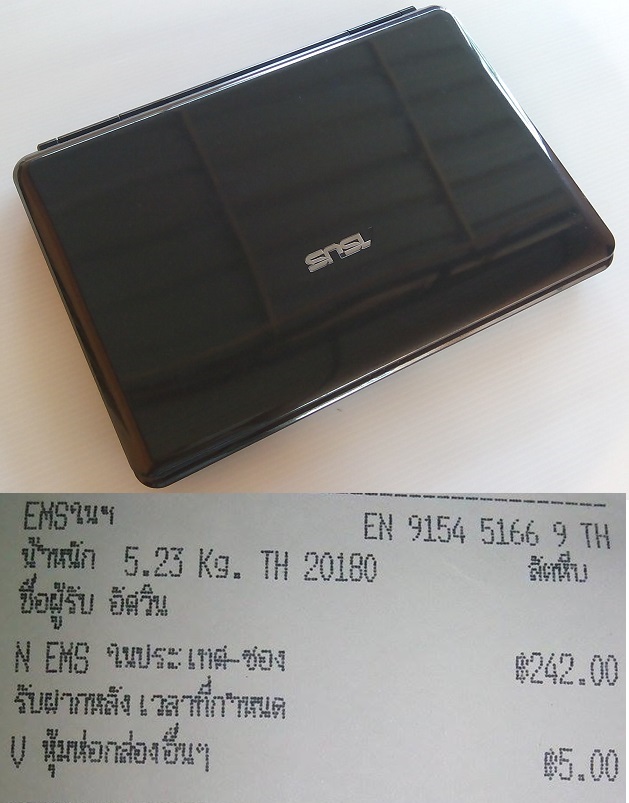 ASUS
EMSในฯ
EN 9154 5166 9 TH
น้ำหนัก 5.23 Kg. TH 20180 สัตหีบ
ชื่อผู้รับ อัศวิน
N EMS ในประเทศ-ซอง ฿242.00
รับฝากหลังเวลาที่กำหนด
V หุ้มห่อกล่องอื่นๆ ฿5.00